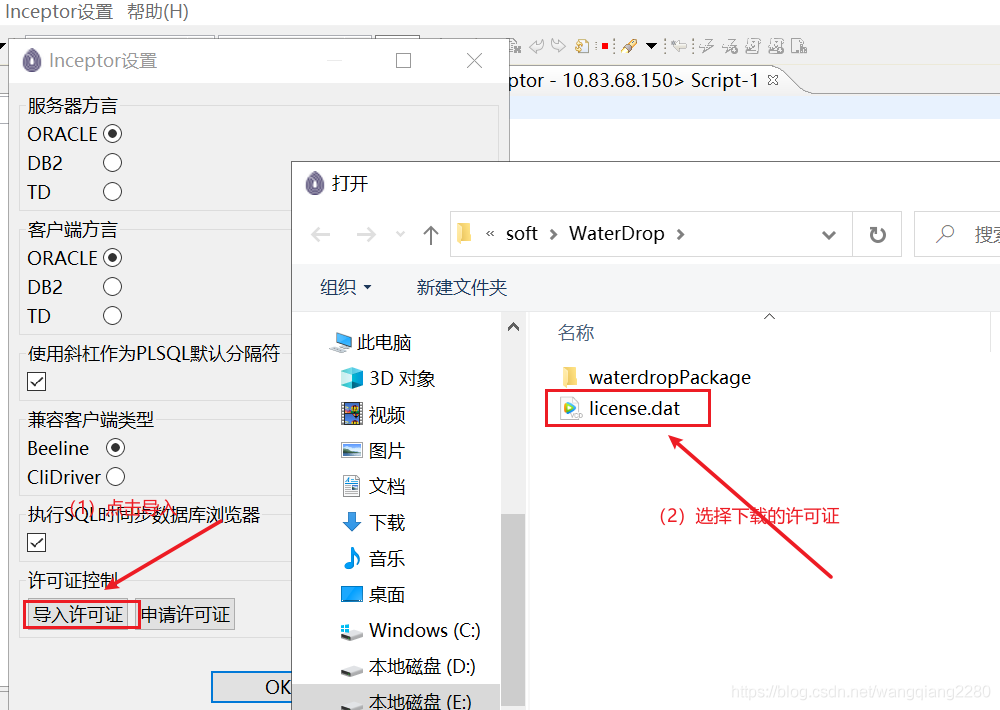 Inceptor设置 帮助(H)
Inceptor设置
ptor - 10.83.68.150> Script-1
服务器方言
ORACLE
DB2
TD
客户端方言
ORACLE
DB2
TD
使用斜杠作为PLSQL默认分隔符
兼容客户端类型
Beeline
CliDriver
(1) 点击导入
执行SQL时同步数据库浏览器
许可证控制
导入许可证 申请许可证
OK
打开
« soft > WaterDrop >
搜索
组织 新建文件夹
此电脑
3D 对象
视频
图片
文档
下载
音乐
桌面
Windows (C:)
本地磁盘 (D:)
本地磁盘 (E:)
名称
waterdropPackage
license.dat
(2) 选择下载的许可证
https://blog.csdn.net/wangqiang2280